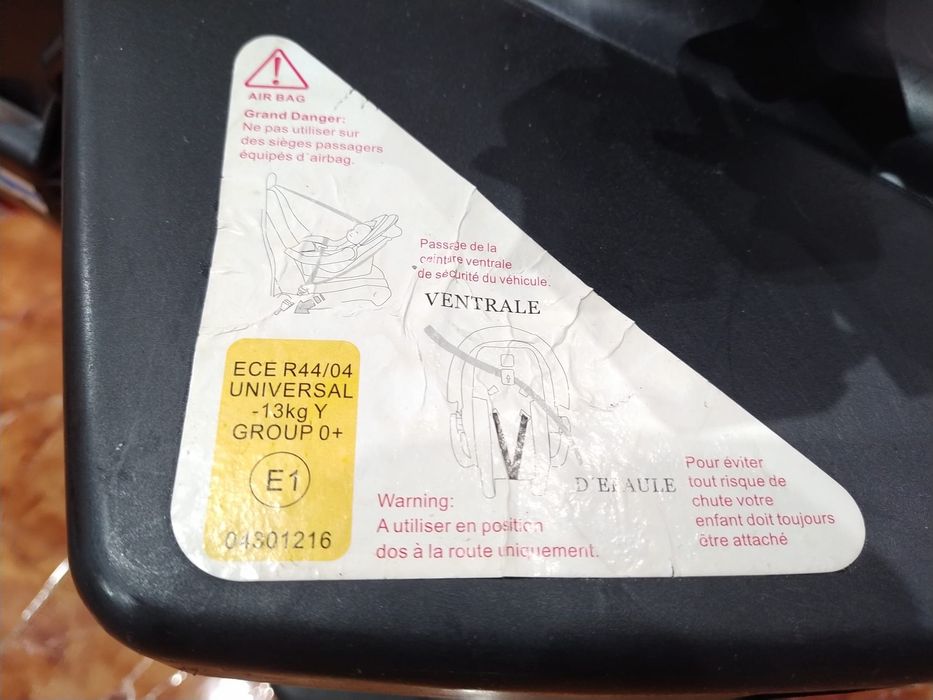 AIR BAG
Grand Danger:
Ne pas utiliser sur
des sièges passagers
équipés d'airbag.
Passage de la
ceinture ventrale
de sécurité du véhicule.
VENTRALE
ECE R44/04
UNIVERSAL
-13kg Y
GROUP 0+
E1
04301216
D'EPAULE
Warning:
A utiliser en position
dos à la route uniquement.
Pour éviter
tout risque de
chute votre
enfant doit toujours
ôtre attaché